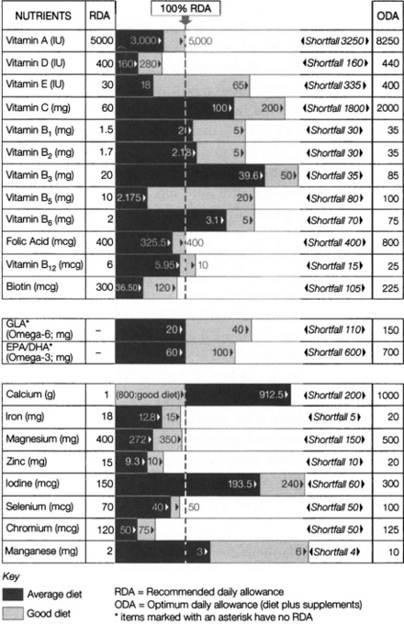 100% RDA
NUTRIENTS RDA ODA
Vitamin A (IU) 5000 3,000 5,000 Shortfall 3250 8250
Vitamin D (IU) 400 160 280 Shortfall 160 440
Vitamin E (IU) 30 18 65 Shortfall 335 400
Vitamin C (mg) 60 100 200 Shortfall 1800 2000
Vitamin B1 (mg) 1.5 2 5 Shortfall 30 35
Vitamin B2 (mg) 1.7 2.18 5 Shortfall 30 35
Vitamin B3 (mg) 20 39.6 50 Shortfall 35 85
Vitamin B5 (mg) 10 2.175 20 Shortfall 80 100
Vitamin B6 (mg) 2 3.1 5 Shortfall 70 75
Folic Acid (mcg) 400 325.5 400 Shortfall 400 800
Vitamin B12 (mcg) 6 5.95 10 Shortfall 15 25
Biotin (mcg) 300 36.50 120 Shortfall 105 225
GLA*
(Omega-6; mg) – 20 40 Shortfall 110 150
EPA/DHA*
(Omega-3; mg) – 60 100 Shortfall 600 700
Calcium (g) 1 (800:good diet) 912.5 Shortfall 200 1000
Iron (mg) 18 12.8 15 Shortfall 5 20
Magnesium (mg) 400 272 350 Shortfall 150 500
Zinc (mg) 15 9.3 10 Shortfall 10 20
Iodine (mcg) 150 193.5 240 Shortfall 60 300
Selenium (mcg) 70 40 50 Shortfall 50 100
Chromium (mcg) 120 50 75 Shortfall 50 125
Manganese (mg) 2 3 6 Shortfall 4 10
Key
Average diet
Good diet
RDA = Recommended daily allowance
ODA = Optimum daily allowance (diet plus supplements)
* items marked with an asterisk have no RDA